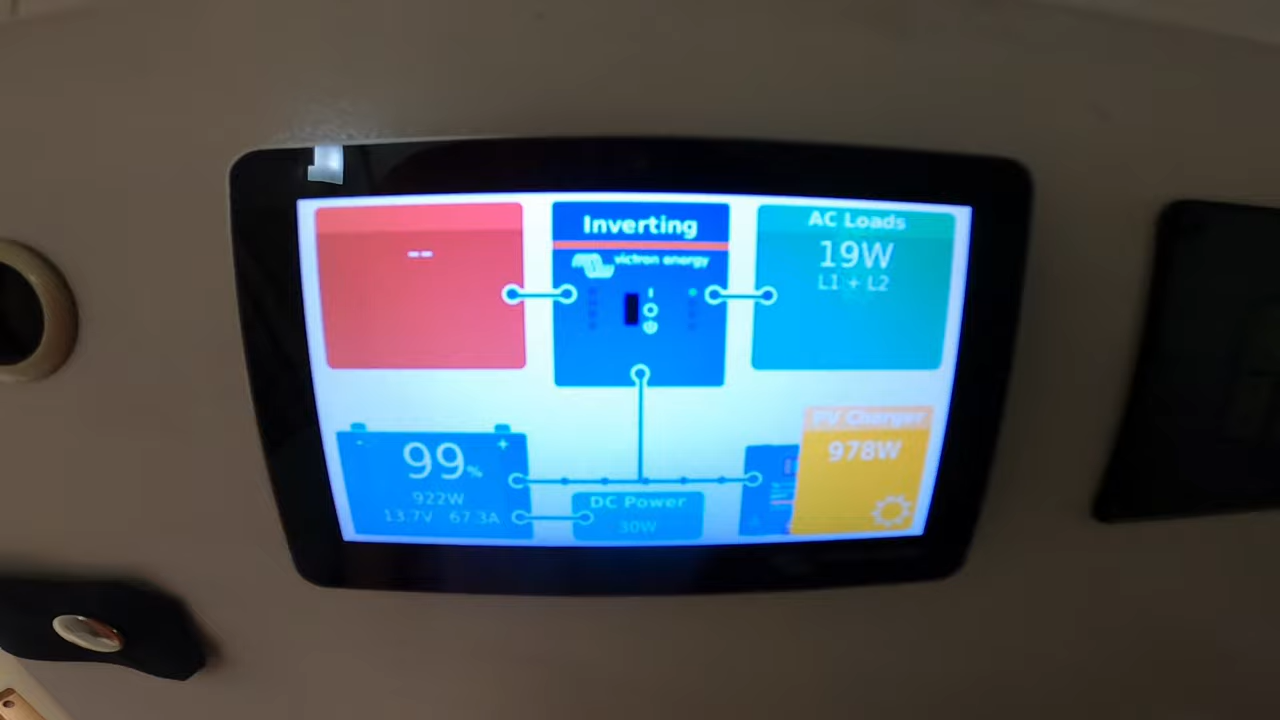 --
Inverting
victron energy
AC Loads
19W
L1 + L2
99%
922W
13.7V 67.3A
DC Power
30W
PV Charger
978W